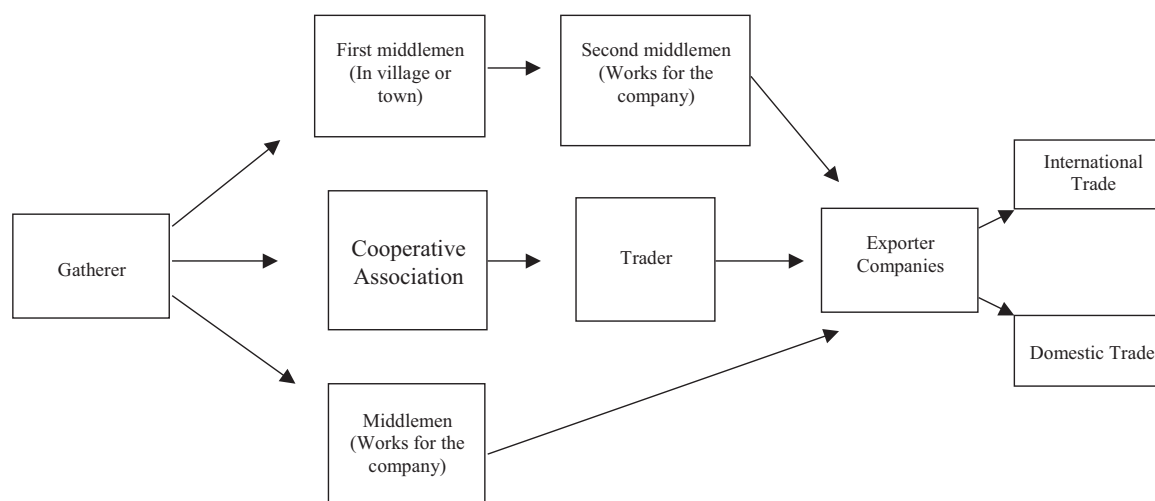 First middlemen
(In village or
town)
Second middlemen
(Works for the
company)
International
Trade
Gatherer
Cooperative
Association
Trader
Exporter
Companies
Domestic Trade
Middlemen
(Works for the
company)